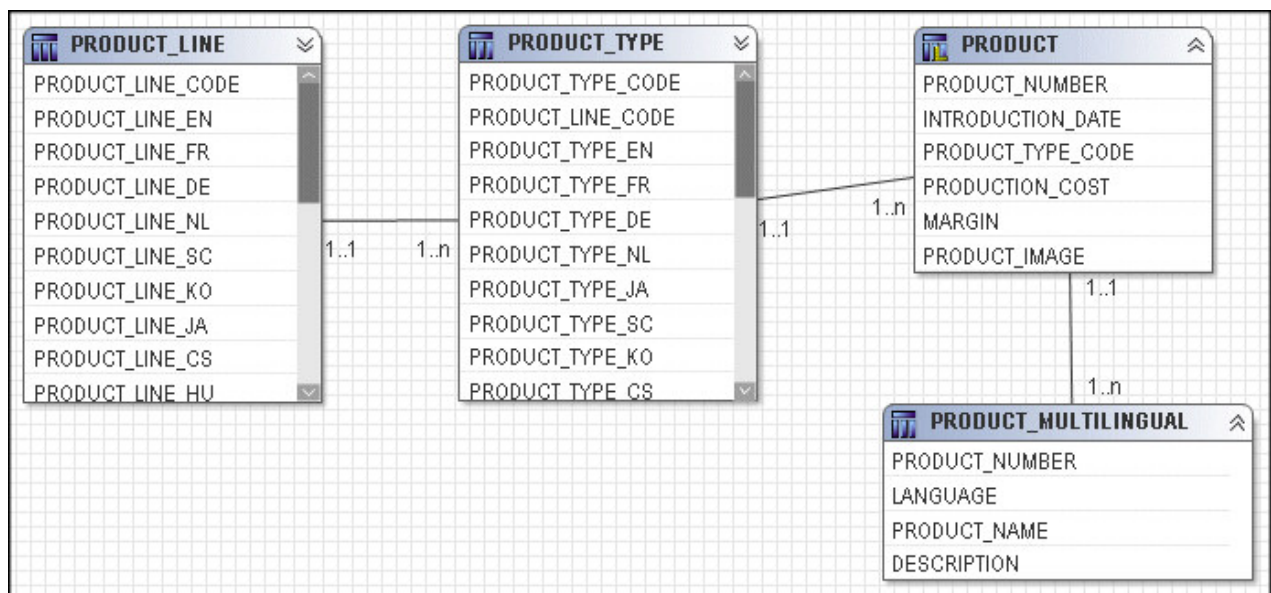 PRODUCT_LINE
PRODUCT_LINE_CODE
PRODUCT_LINE_EN
PRODUCT_LINE_FR
PRODUCT_LINE_DE
PRODUCT_LINE_NL
PRODUCT_LINE_SC
PRODUCT_LINE_KO
PRODUCT_LINE_JA
PRODUCT_LINE_CS
PRODUCT_LINE_HU
1..1
1..n
PRODUCT_TYPE
PRODUCT_TYPE_CODE
PRODUCT_LINE_CODE
PRODUCT_TYPE_EN
PRODUCT_TYPE_FR
PRODUCT_TYPE_DE
PRODUCT_TYPE_NL
PRODUCT_TYPE_JA
PRODUCT_TYPE_SC
PRODUCT_TYPE_KO
PRODUCT_TYPE_CS
1..1
1..n
PRODUCT
PRODUCT_NUMBER
INTRODUCTION_DATE
PRODUCT_TYPE_CODE
PRODUCTION_COST
MARGIN
PRODUCT_IMAGE
1..1
1..n
PRODUCT_MULTILINGUAL
PRODUCT_NUMBER
LANGUAGE
PRODUCT_NAME
DESCRIPTION